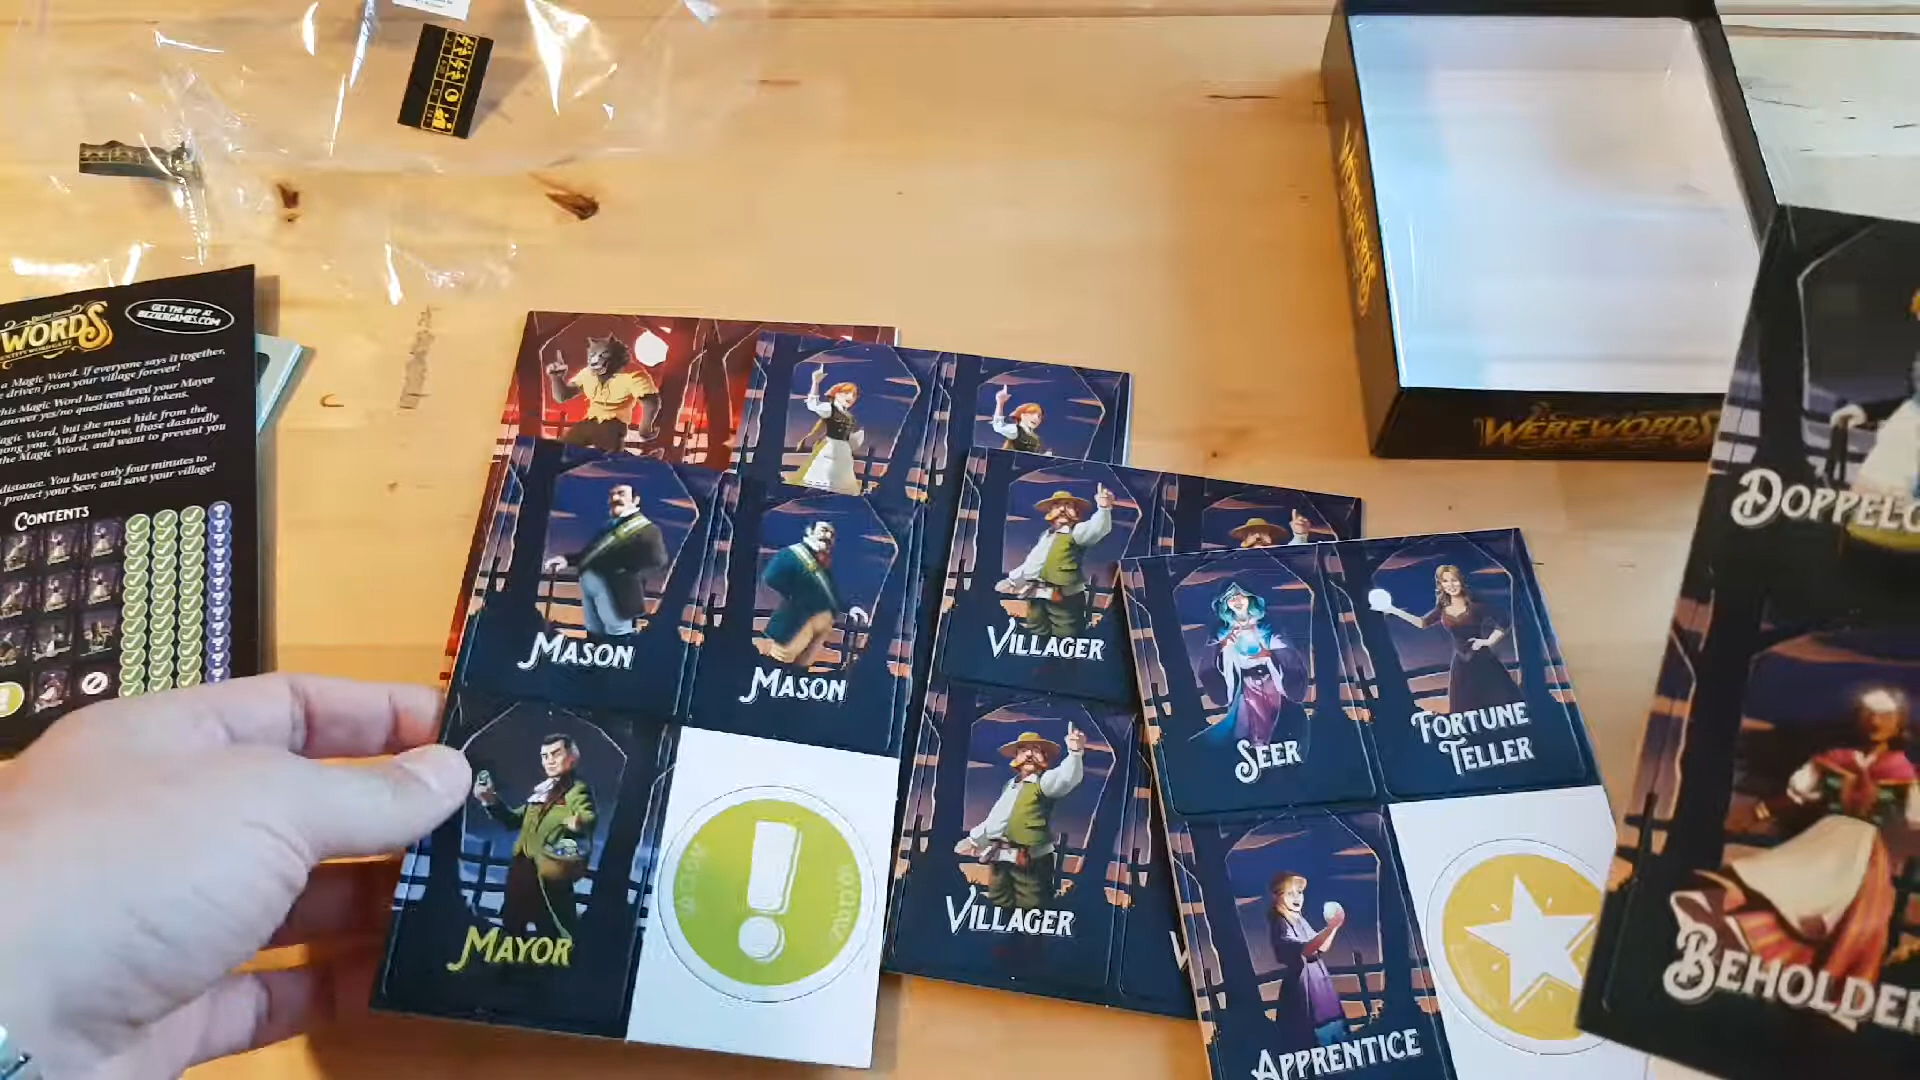 WORDS
GET THE APP AT
BEZIERGAMES.COM
a Magic Word. If everyone says it together,
driven from your village forever!
this Magic Word has rendered your Mayor
answer yes/no questions with tokens.
Magic Word, but she must hide from the
among you. And somehow, those dastardly
the Magic Word, and want to prevent you
distance. You have only four minutes to
, protect your Seer, and save your village!
CONTENTS
WEREWORDS
WEREWORDS
MASON
MASON
MAYOR
VILLAGER
VILLAGER
SEER
FORTUNE
TELLER
APPRENTICE
DOPPELG
BEHOLDER